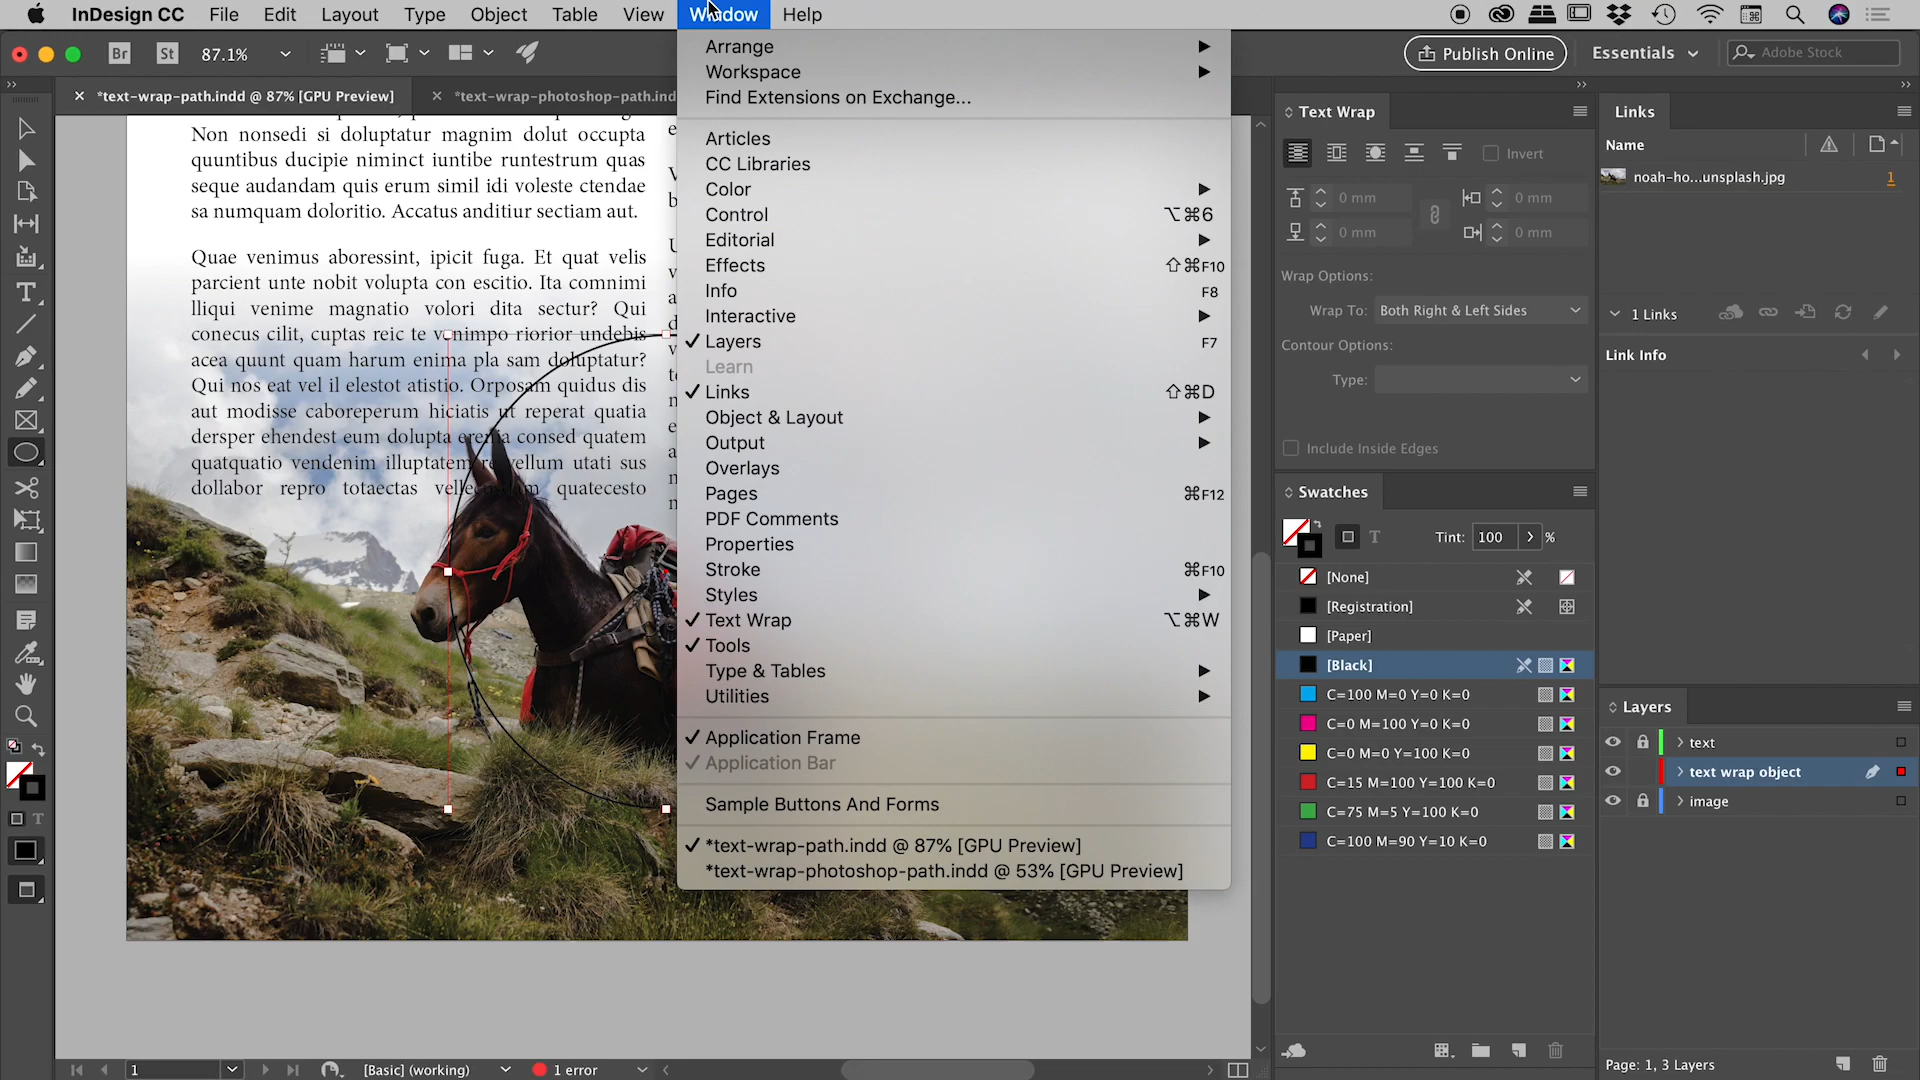 InDesign CC File Edit Layout Type Object Table View Window Help
Br St 87.1% Publish Online Essentials Adobe Stock
*text-wrap-path.indd @ 87% [GPU Preview] *text-wrap-photoshop-path.ind
Non nonsedi si doluptatur magnim dolut occupta
quuntibus ducipie niminct iuntibe runtestrum quas
seque audandam quis erum simil idi voleste ctendae
sa numquam doloritio. Accatus anditiur sectiam aut.
Quae venimus aboressint, ipicit fuga. Et quat velis
parcient unte nobit volupta con escitio. Ita comnimi
lliqui venime magnatio volori dita sectur? Qui
conecus cilit, cuptas reic te venimpo riorior undebis
acea quunt quam harum enima pla sam doluptatur?
Qui nos eat vel il elestot atistio. Orposam quidus dis
aut modisse caboreperum hiciatis ut reperat quatia
dersper ehendest eum dolupta erenia consed quatem
quatquatio vendenim illuptatem re vellum utati sus
dollabor repro totaectas quatecesto
Arrange
Workspace
Find Extensions on Exchange...
Articles
CC Libraries
Color
Control ⌥⌘6
Editorial
Effects ⇧⌘F10
Info F8
Interactive
✓ Layers F7
Learn
✓ Links ⇧⌘D
Object & Layout
Output
Overlays
Pages ⌘F12
PDF Comments
Properties
Stroke ⌘F10
Styles
✓ Text Wrap ⌥⌘W
✓ Tools
Type & Tables
Utilities
✓ Application Frame
✓ Application Bar
Sample Buttons And Forms
✓ *text-wrap-path.indd @ 87% [GPU Preview]
*text-wrap-photoshop-path.indd @ 53% [GPU Preview]
Text Wrap
Invert
0 mm 0 mm
0 mm 0 mm
Wrap Options:
Wrap To: Both Right & Left Sides
Contour Options:
Type:
Include Inside Edges
Swatches
T Tint: 100 %
[None]
[Registration]
[Paper]
[Black]
C=100 M=0 Y=0 K=0
C=0 M=100 Y=0 K=0
C=0 M=0 Y=100 K=0
C=15 M=100 Y=100 K=0
C=75 M=5 Y=100 K=0
C=100 M=90 Y=10 K=0
Links
Name
noah-ho...unsplash.jpg 1
1 Links
Link Info
Layers
text
text wrap object
image
Page: 1, 3 Layers
1 [Basic] (working) 1 error